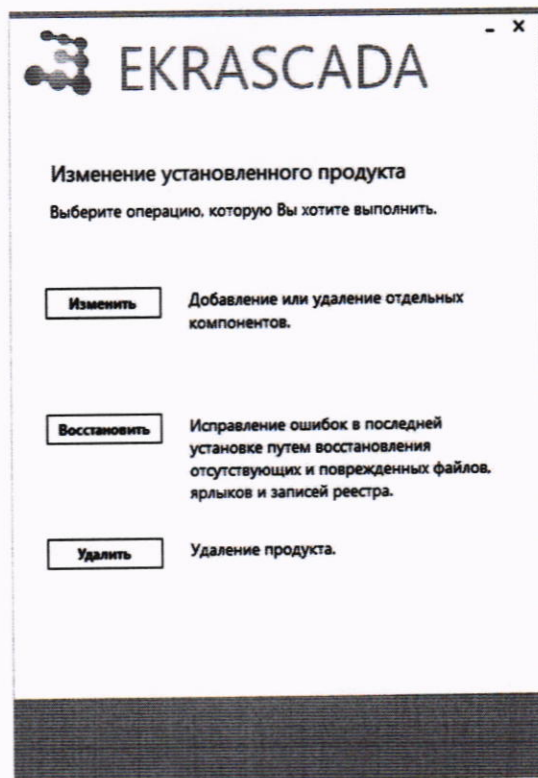 EKRASCADA
Изменение установленного продукта
Выберите операцию, которую Вы хотите выполнить.
Изменить
Добавление или удаление отдельных
компонентов.
Восстановить
Исправление ошибок в последней
установке путем восстановления
отсутствующих и поврежденных файлов,
ярлыков и записей реестра.
Удалить
Удаление продукта.